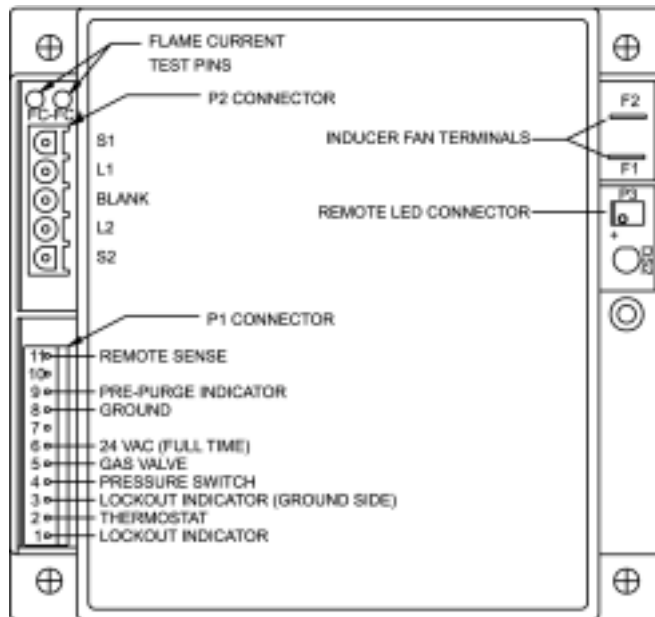 FLAME CURRENT
TEST PINS
FC-FC
P2 CONNECTOR
S1
L1
BLANK
L2
S2
F2
INDUCER FAN TERMINALS
F1
P3
REMOTE LED CONNECTOR
+
DS2
P1 CONNECTOR
11 REMOTE SENSE
10
9 PRE-PURGE INDICATOR
8 GROUND
7
6 24 VAC (FULL TIME)
5 GAS VALVE
4 PRESSURE SWITCH
3 LOCKOUT INDICATOR (GROUND SIDE)
2 THERMOSTAT
1 LOCKOUT INDICATOR